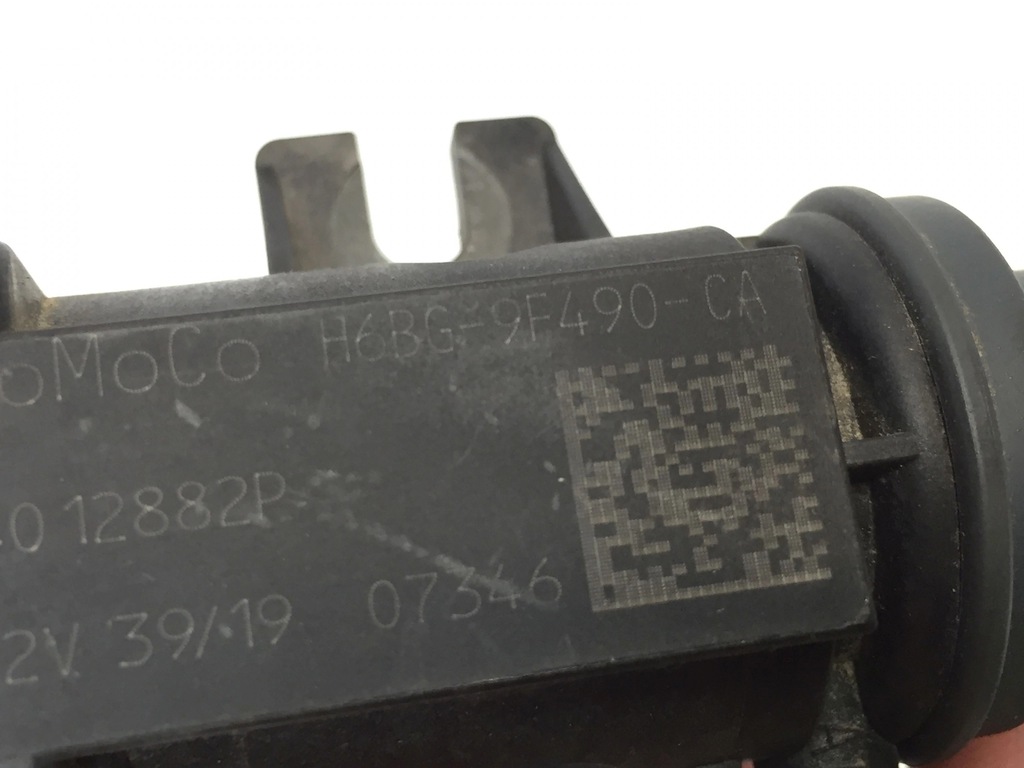 oMoCo H6BG-9F490-CA
0 12882P
2V 39/19 07346